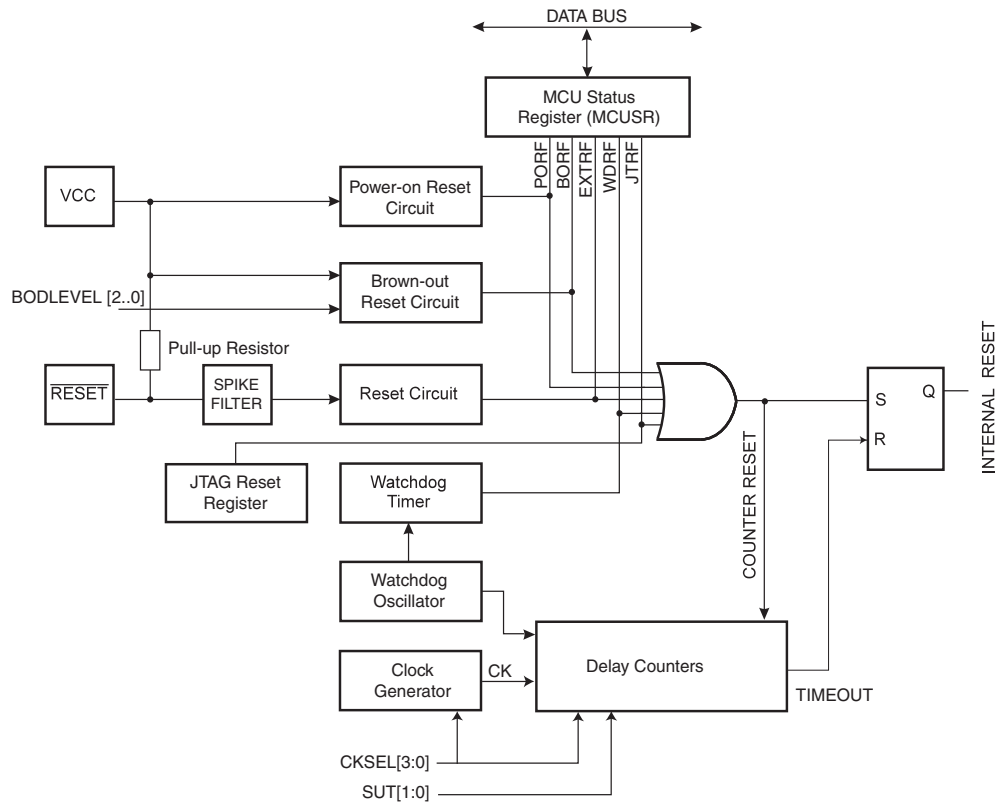 DATA BUS
MCU Status
Register (MCUSR)
PORF
BORF
EXTRF
WDRF
JTRF
VCC
Power-on Reset
Circuit
Brown-out
Reset Circuit
BODLEVEL [2..0]
Pull-up Resistor
RESET
SPIKE
FILTER
Reset Circuit
JTAG Reset
Register
Watchdog
Timer
Watchdog
Oscillator
Clock
Generator
CK
Delay Counters
CKSEL[3:0]
SUT[1:0]
COUNTER RESET
TIMEOUT
S
R
Q
INTERNAL RESET